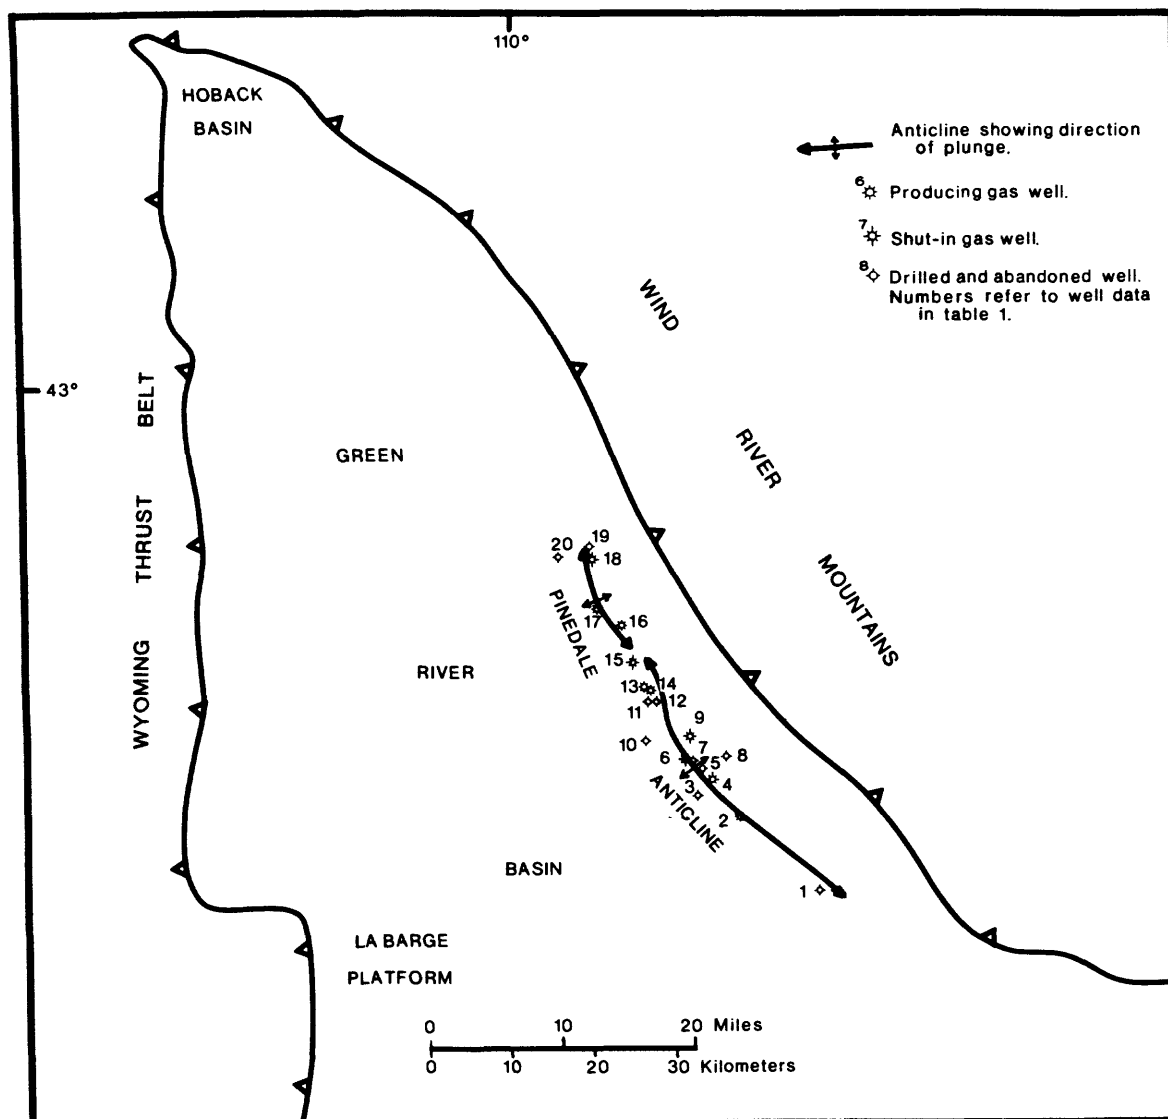 110°
HOBACK
BASIN
Anticline showing direction
of plunge.
6 Producing gas well.
7 Shut-in gas well.
8 Drilled and abandoned well.
Numbers refer to well data
in table 1.
WIND
RIVER
MOUNTAINS
43°
WYOMING THRUST BELT
GREEN
RIVER
BASIN
20
19
18
17
16
15
14
13
12
11
10
9
8
7
6
5
4
3
2
1
PINEDALE
ANTICLINE
LA BARGE
PLATFORM
0 10 20 Miles
0 10 20 30 Kilometers